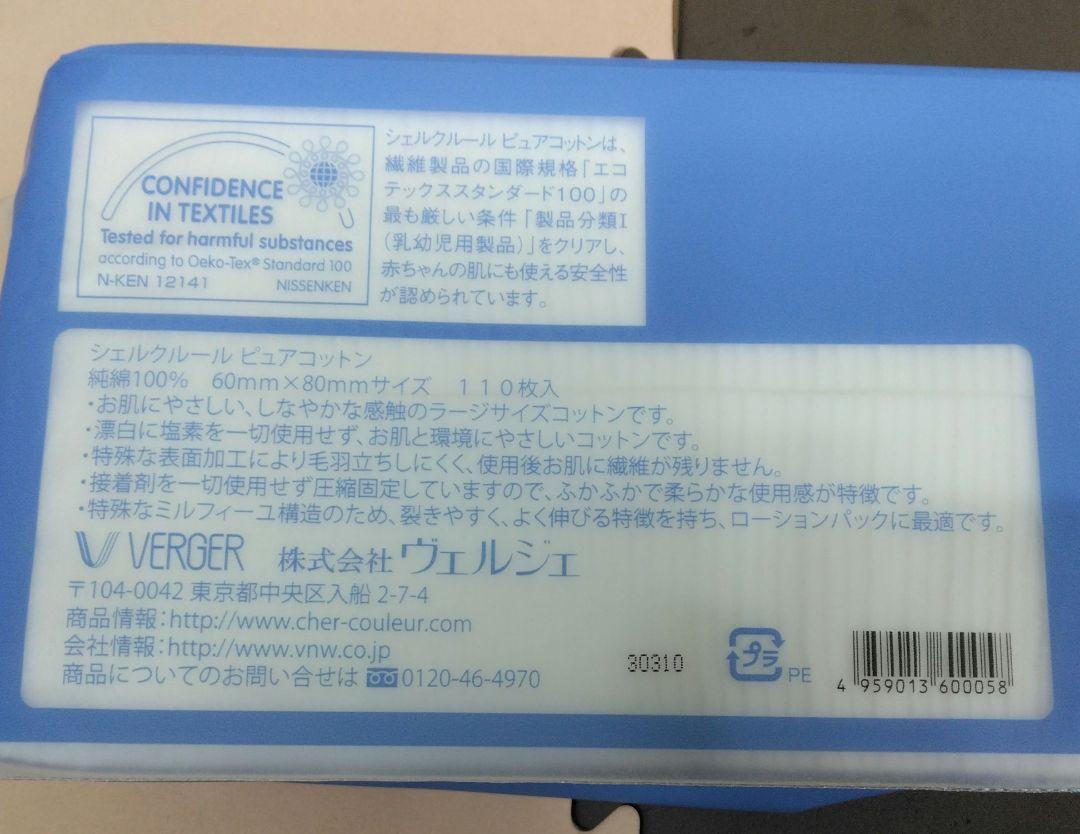 CONFIDENCE
IN TEXTILES
Tested for harmful substances
according to Oeko-Tex® Standard 100
N-KEN 12141 NISSENKEN
シェルクルール ピュアコットンは、
繊維製品の国際規格「エコ
テックススタンダード100」の
最も厳しい条件「製品分類I
(乳幼児用製品)」をクリアし、
赤ちゃんの肌にも使える安全性
が認められています。
シェルクルール ピュアコットン
純綿100% 60mm×80mmサイズ 110枚入
・お肌にやさしい、しなやかな感触のラージサイズコットンです。
・漂白に塩素を一切使用せず、お肌と環境にやさしいコットンです。
・特殊な表面加工により毛羽立ちしにくく、使用後お肌に繊維が残りません。
・接着剤を一切使用せず圧縮固定していますので、ふかふかで柔らかな使用感が特徴です。
・特殊なミルフィーユ構造のため、裂きやすく、よく伸びる特徴を持ち、ローションパックに最適です。
VERGER 株式会社 ヴェルジェ
〒104-0042 東京都中央区入船 2-7-4
商品情報:http://www.cher-couleur.com
会社情報:http://www.vnw.co.jp
商品についてのお問い合せは 0120-46-4970
30310
プラ
PE
4 959013 600058